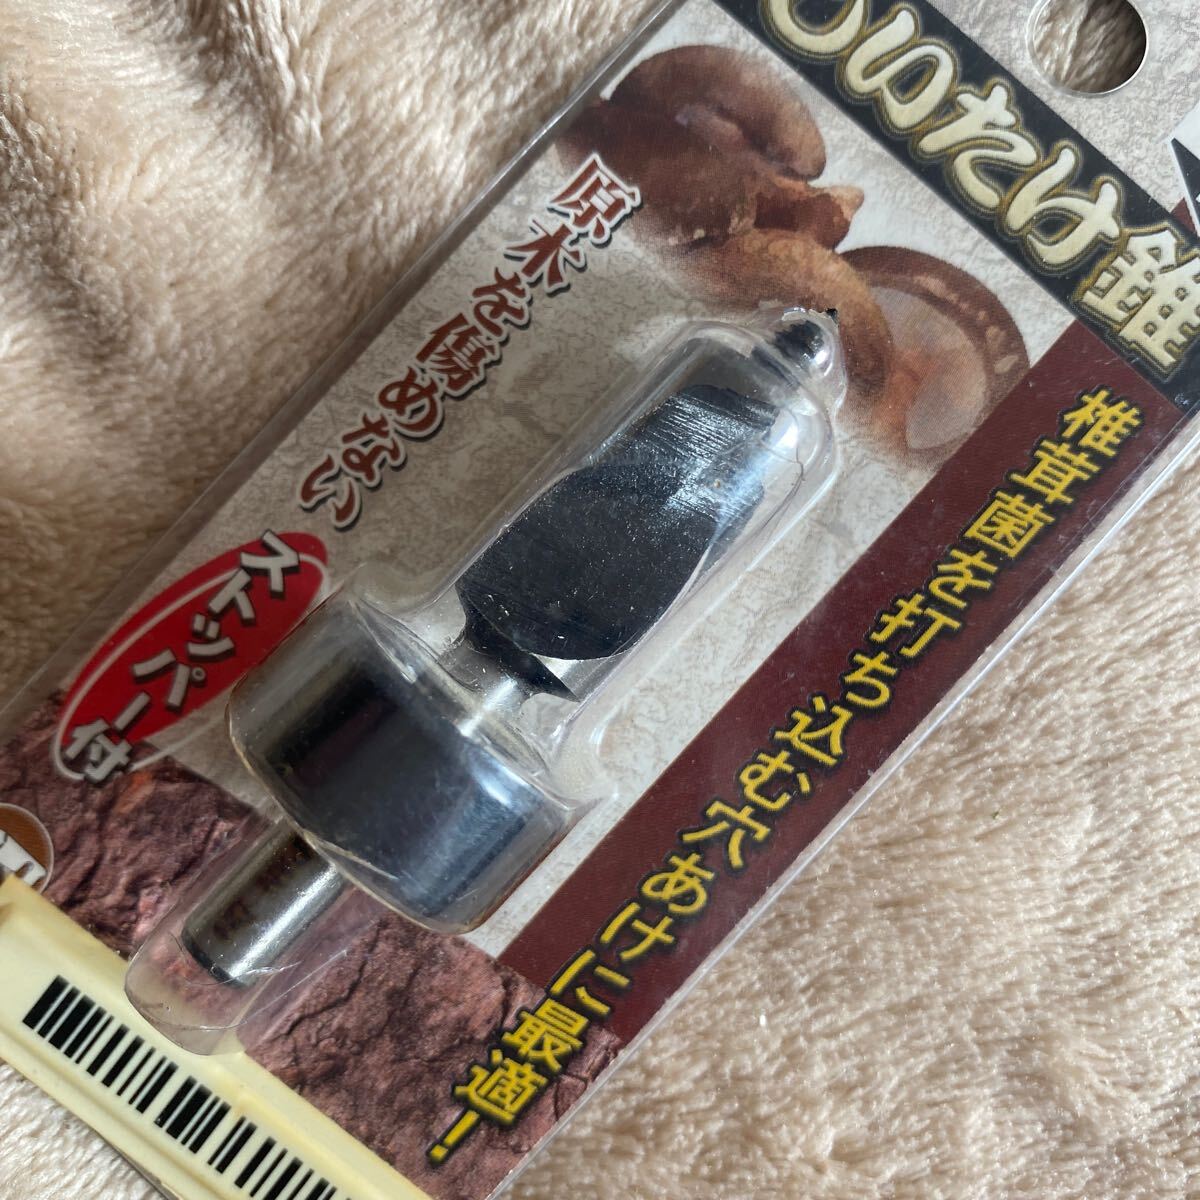 しいたけ錐
椎茸菌を打ち込む穴あけに最適!
原木を傷めない
ストッパー付